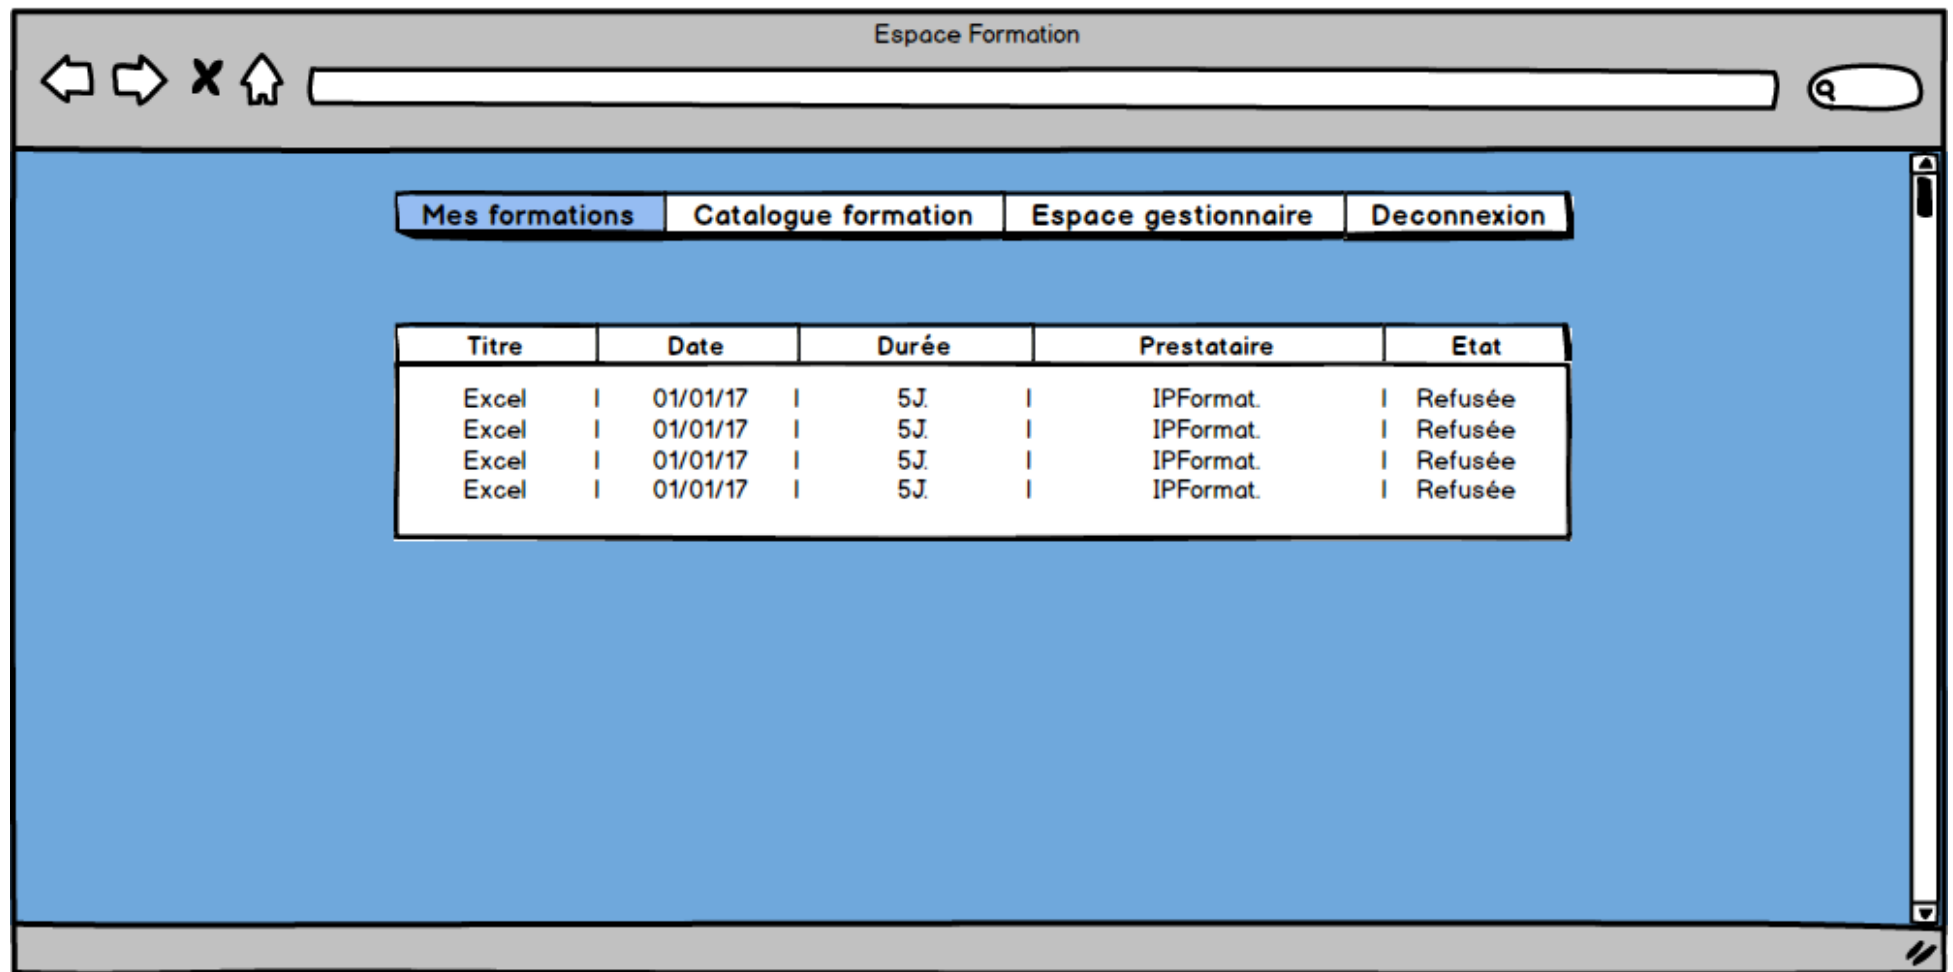 Espace Formation
Mes formations Catalogue formation Espace gestionnaire Deconnexion
Titre Date Durée Prestataire Etat
Excel 01/01/17 5J. IPFormat. Refusée
Excel 01/01/17 5J. IPFormat. Refusée
Excel 01/01/17 5J. IPFormat. Refusée
Excel 01/01/17 5J. IPFormat. Refusée